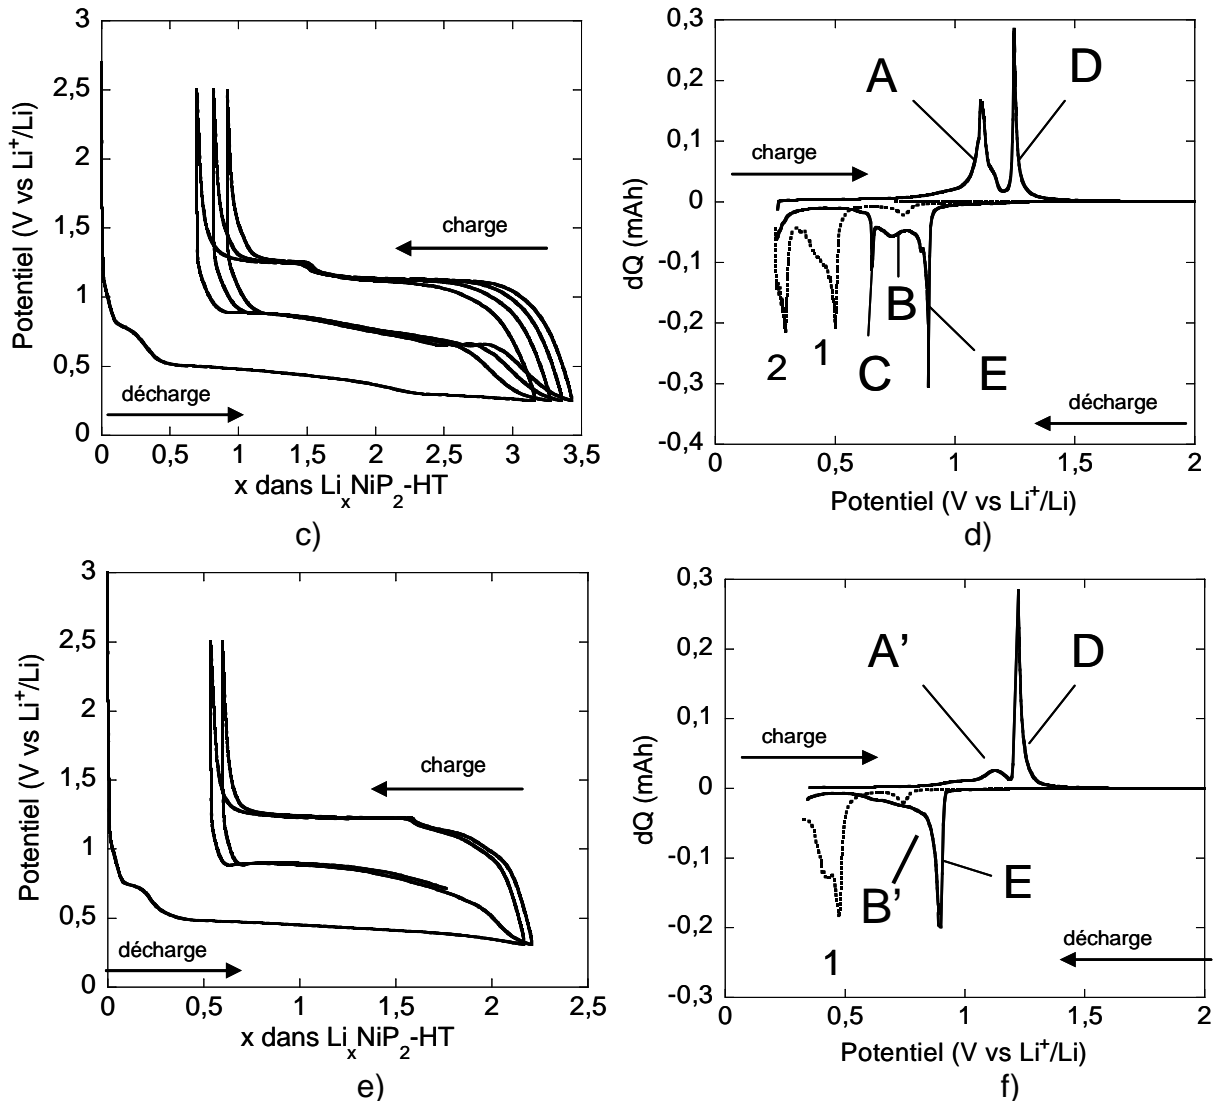 3
2,5
2
1,5
1
0,5
0
Potentiel (V vs Li⁺/Li)
charge
décharge
0 0,5 1 1,5 2 2,5 3 3,5
x dans LiₓNiP₂-HT
c)
0,3
0,2
0,1
0
-0,1
-0,2
-0,3
-0,4
dQ (mAh)
A
D
charge
B
C
E
2
1
décharge
0 0,5 1 1,5 2
Potentiel (V vs Li⁺/Li)
d)
3
2,5
2
1,5
1
0,5
0
Potentiel (V vs Li⁺/Li)
charge
décharge
0 0,5 1 1,5 2 2,5
x dans LiₓNiP₂-HT
e)
0,3
0,2
0,1
0
-0,1
-0,2
-0,3
dQ (mAh)
A’
D
charge
B’
E
1
décharge
0 0,5 1 1,5 2
Potentiel (V vs Li⁺/Li)
f)